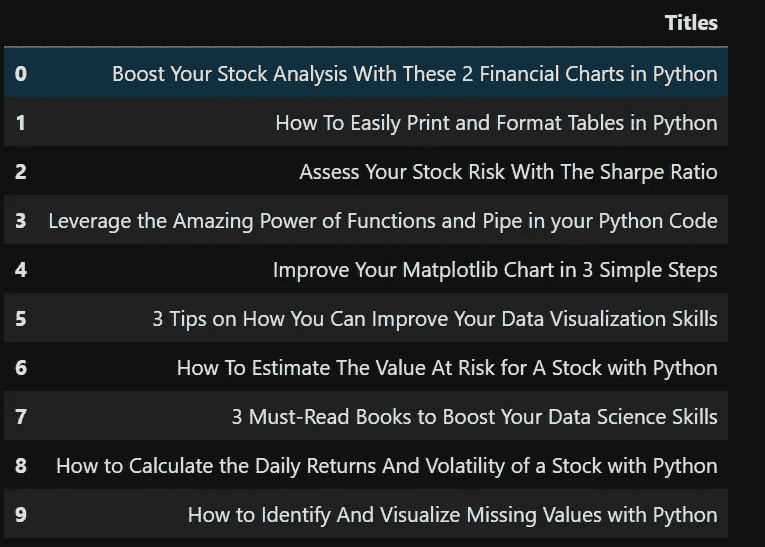 Titles
0 Boost Your Stock Analysis With These 2 Financial Charts in Python
1 How To Easily Print and Format Tables in Python
2 Assess Your Stock Risk With The Sharpe Ratio
3 Leverage the Amazing Power of Functions and Pipe in your Python Code
4 Improve Your Matplotlib Chart in 3 Simple Steps
5 3 Tips on How You Can Improve Your Data Visualization Skills
6 How To Estimate The Value At Risk for A Stock with Python
7 3 Must-Read Books to Boost Your Data Science Skills
8 How to Calculate the Daily Returns And Volatility of a Stock with Python
9 How to Identify And Visualize Missing Values with Python